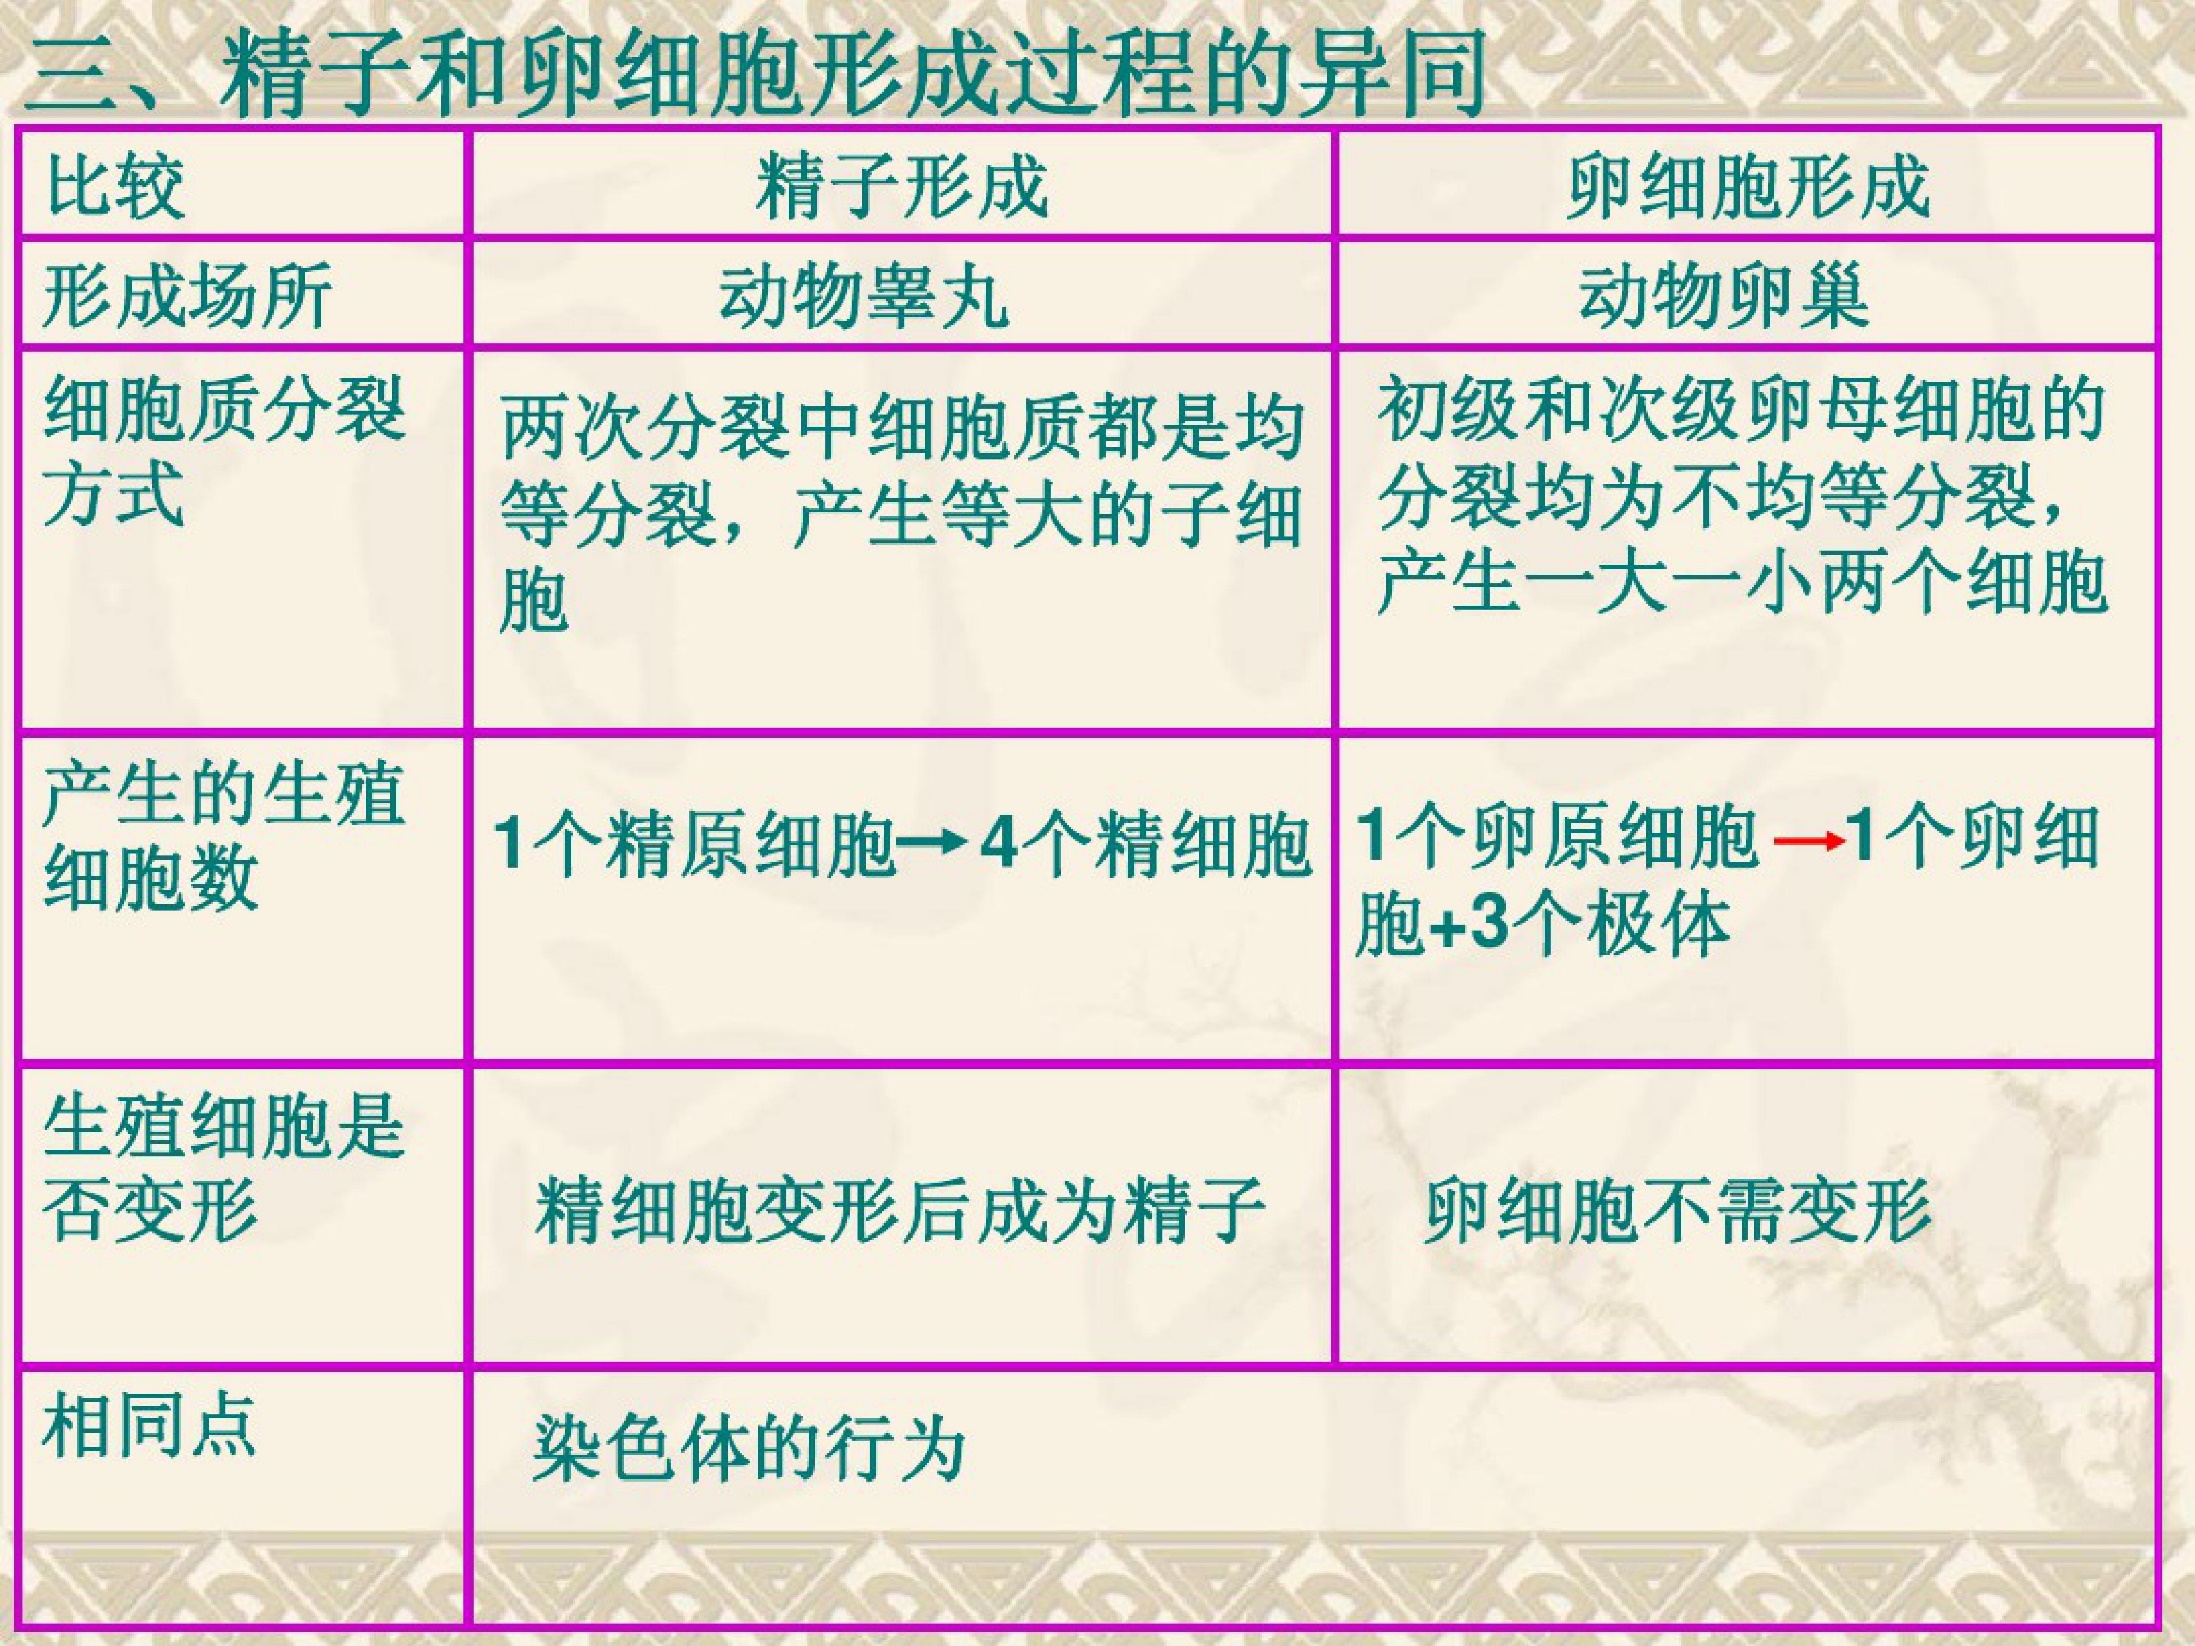 三、精子和卵细胞形成过程的异同
比较
精子形成
卵细胞形成
形成场所
动物睾丸
动物卵巢
细胞质分裂
方式
两次分裂中细胞质都是均
等分裂，产生等大的子细
胞
初级和次级卵母细胞的
分裂均为不均等分裂，
产生一大一小两个细胞
产生的生殖
细胞数
1个精原细胞→4个精细胞
1个卵原细胞→1个卵细
胞+3个极体
生殖细胞是
否变形
精细胞变形后成为精子
卵细胞不需变形
相同点
染色体的行为